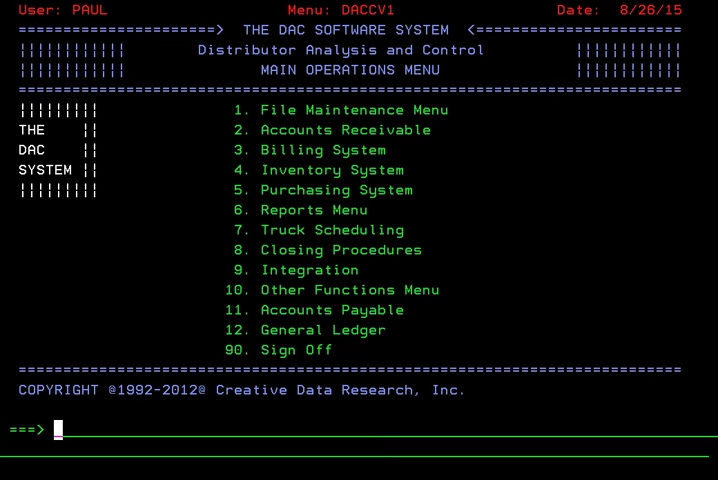 User: PAUL Menu: DACCV1 Date: 8/26/15
======================> THE DAC SOFTWARE SYSTEM <=======================
¦¦¦¦¦¦¦¦¦¦¦¦ Distributor Analysis and Control ¦¦¦¦¦¦¦¦¦¦¦¦
¦¦¦¦¦¦¦¦¦¦¦¦ MAIN OPERATIONS MENU ¦¦¦¦¦¦¦¦¦¦¦¦
==========================================================================
¦¦¦¦¦¦¦¦¦ 1. File Maintenance Menu
THE ¦¦ 2. Accounts Receivable
DAC ¦¦ 3. Billing System
SYSTEM ¦¦ 4. Inventory System
¦¦¦¦¦¦¦¦¦ 5. Purchasing System
6. Reports Menu
7. Truck Scheduling
8. Closing Procedures
9. Integration
10. Other Functions Menu
11. Accounts Payable
12. General Ledger
90. Sign Off
==========================================================================
COPYRIGHT @1992-2012@ Creative Data Research, Inc.
===>